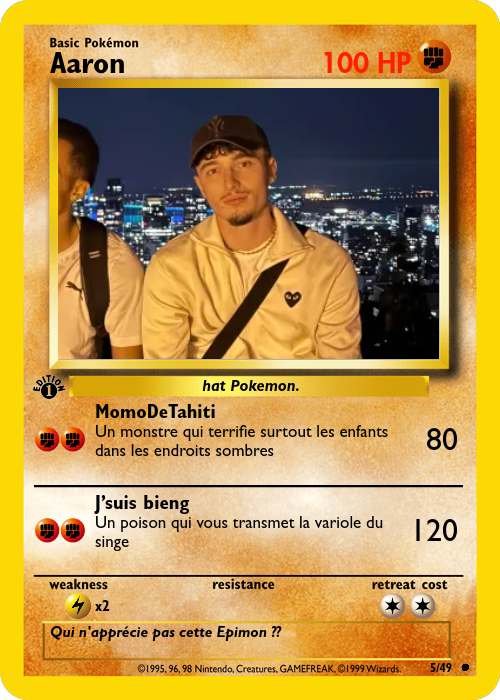 Basic Pokémon
Aaron
100 HP
hat Pokemon.
EDITION
1
MomoDeTahiti
Un monstre qui terrifie surtout les enfants
dans les endroits sombres
80
J'suis bieng
Un poison qui vous transmet la variole du
singe
120
weakness
resistance
retreat cost
x2
Qui n'apprécie pas cette Epimon ??
©1995, 96, 98 Nintendo, Creatures, GAMEFREAK, ©1999 Wizards.
5/49